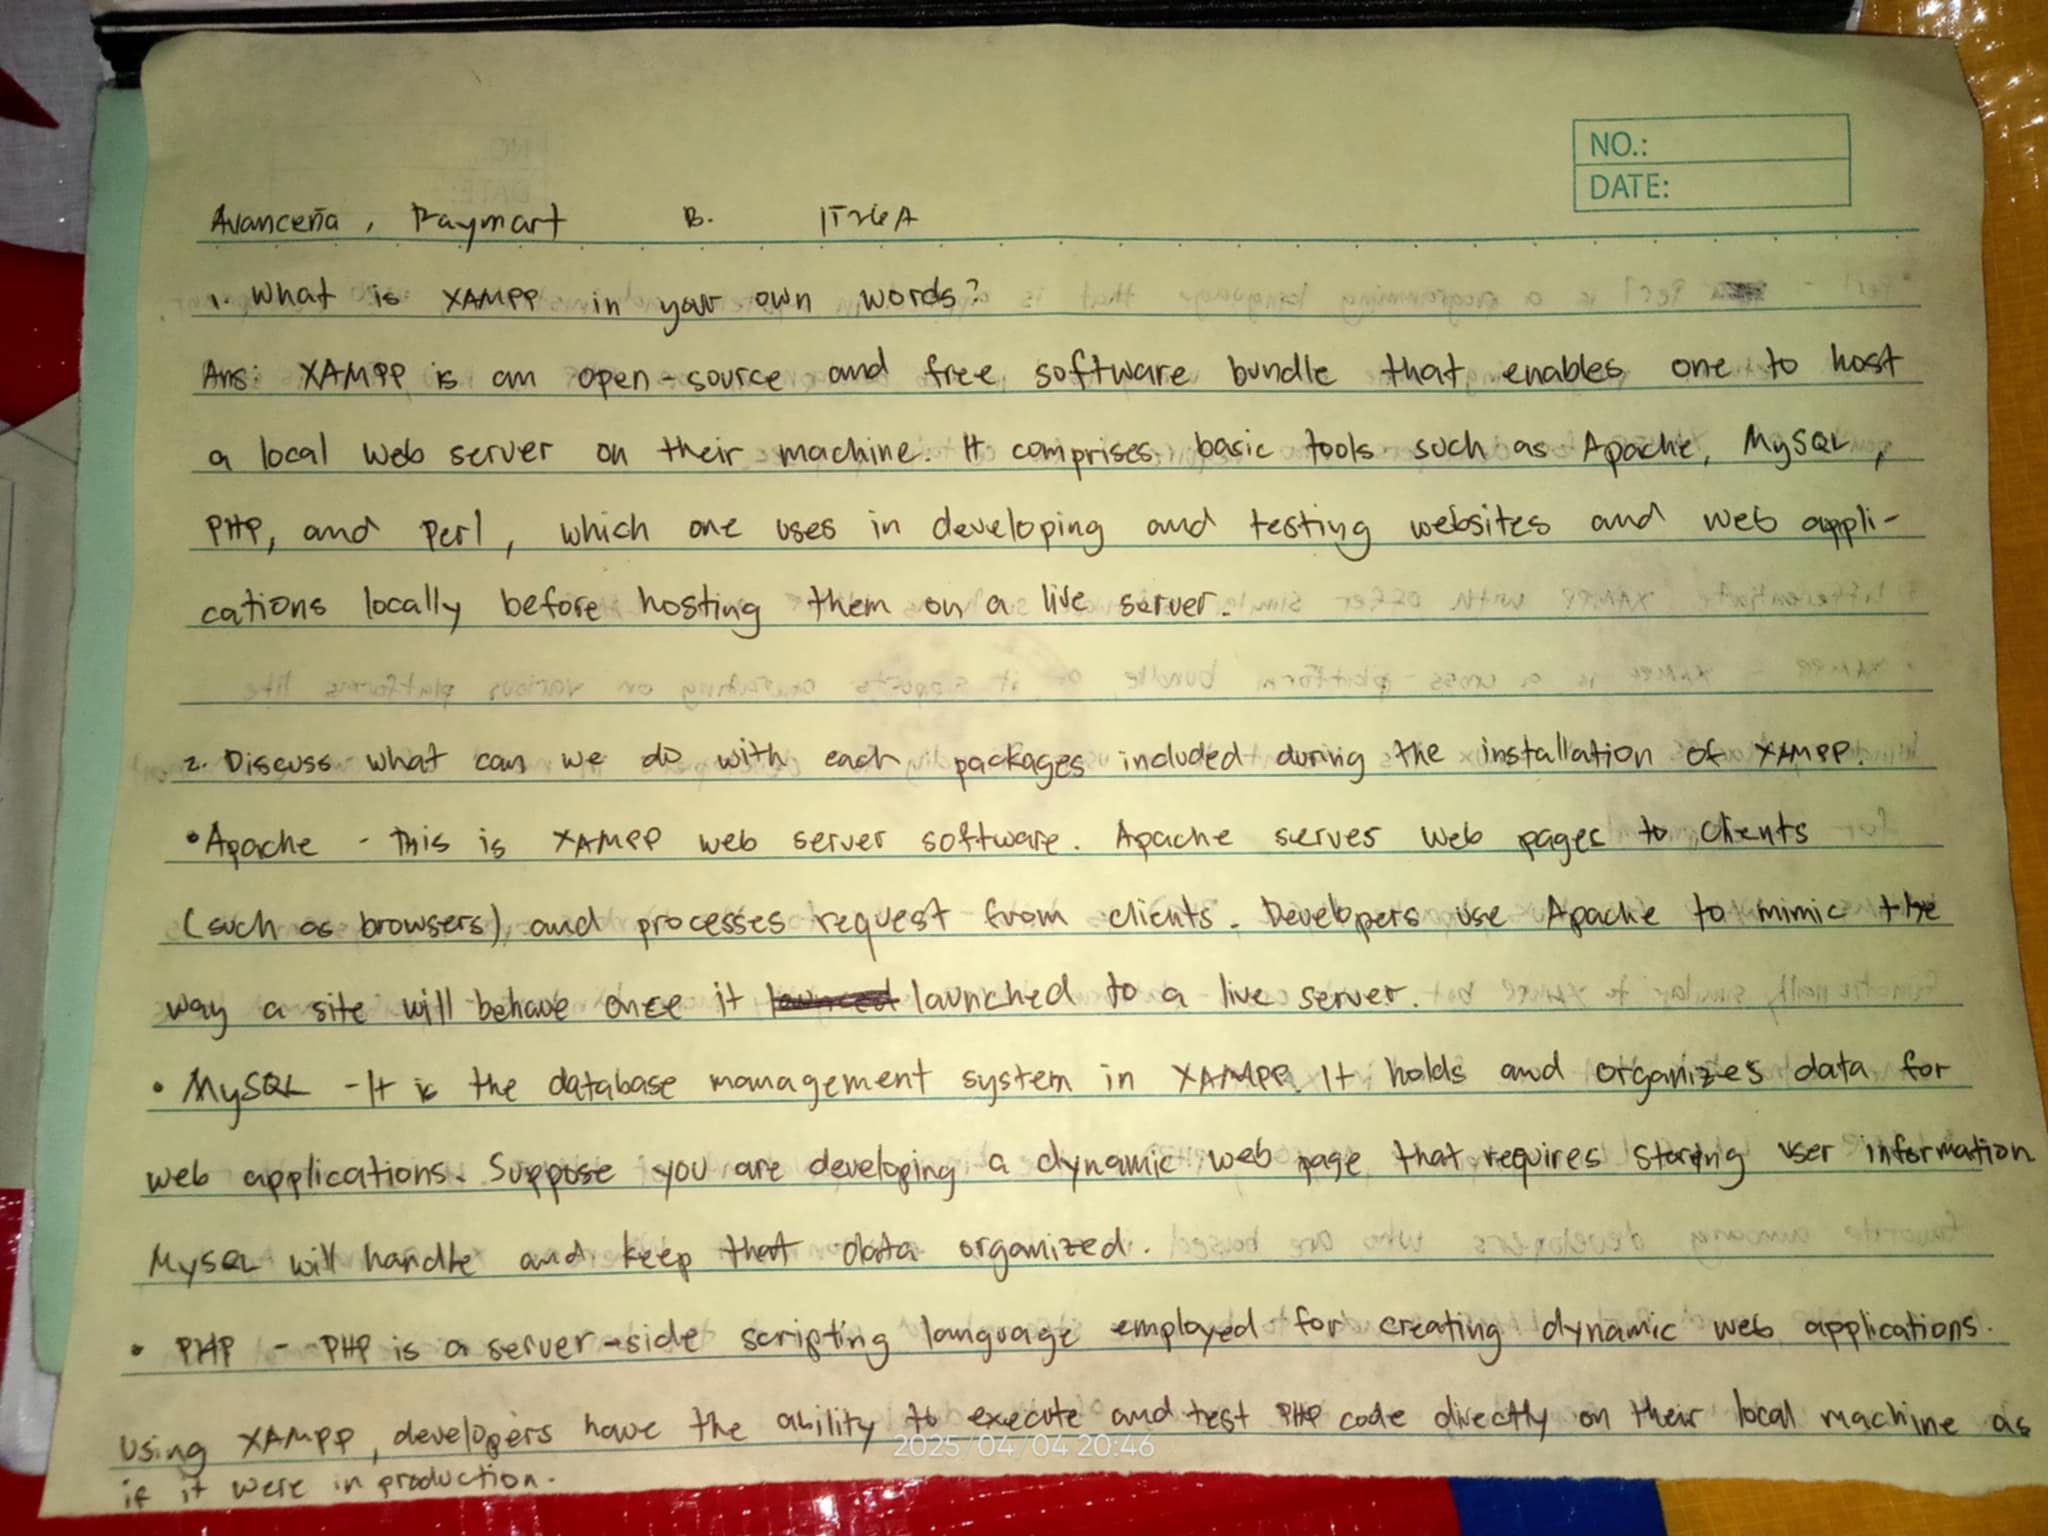 NO.:
DATE:
Avanceña, Raymart B. IT26A
1. What is XAMPP in your own words?
Ans: XAMPP is an open-source and free software bundle that enables one to host
a local web server on their machine. It comprises basic tools such as Apache, MySQL,
PHP, and Perl, which one uses in developing and testing websites and web appli-
cations locally before hosting them on a live server.
2. Discuss what can we do with each packages included during the installation of XAMPP.
• Apache - This is XAMPP web server software. Apache serves web pages to clients
(such as browsers) and processes request from clients. Developers use Apache to mimic the
way a site will behave once it launched to a live server.
• MySQL - It is the database management system in XAMPP. It holds and organizes data for
web applications. Suppose you are developing a dynamic web page that requires storing user information
MySQL will handle and keep that data organized.
• PHP - PHP is a server-side scripting language employed for creating dynamic web applications.
Using XAMPP, developers have the ability to execute and test PHP code directly on their local machine as
if it were in production.
2025/04/04 20:46